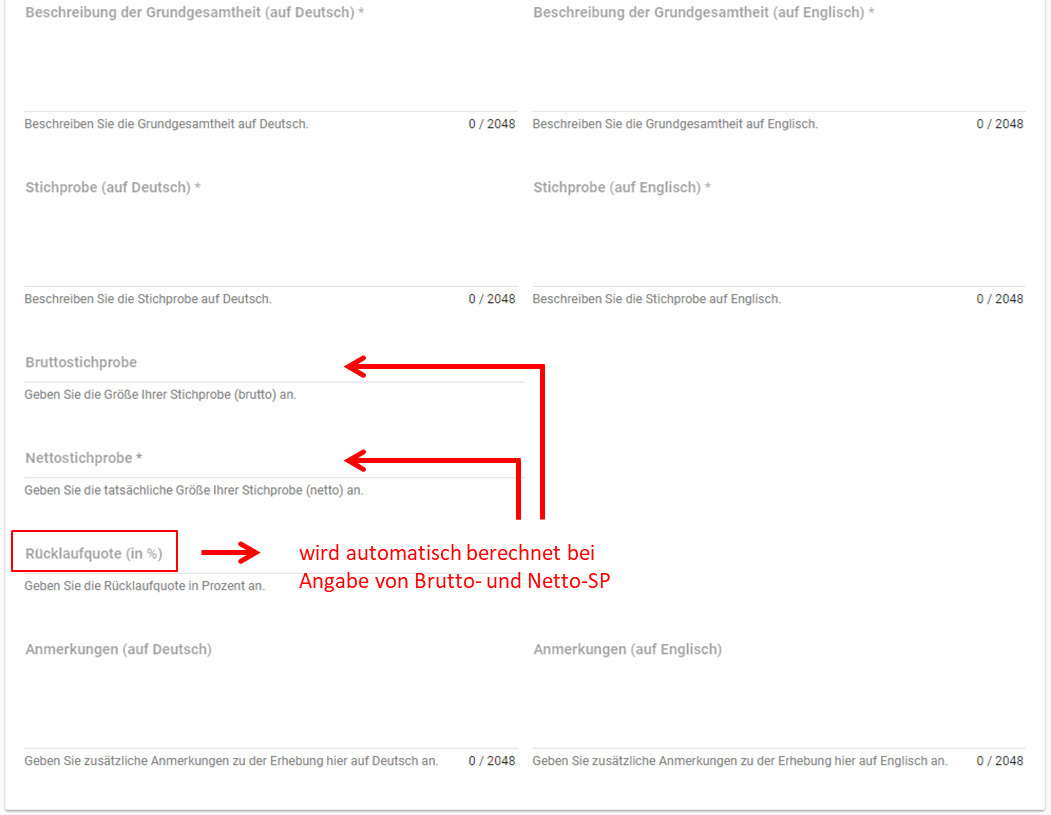 Beschreibung der Grundgesamtheit (auf Deutsch) *
Beschreibung der Grundgesamtheit (auf Englisch) *
Beschreiben Sie die Grundgesamtheit auf Deutsch.
0 / 2048
Beschreiben Sie die Grundgesamtheit auf Englisch.
0 / 2048
Stichprobe (auf Deutsch) *
Stichprobe (auf Englisch) *
Beschreiben Sie die Stichprobe auf Deutsch.
0 / 2048
Beschreiben Sie die Stichprobe auf Englisch.
0 / 2048
Bruttostichprobe
Geben Sie die Größe Ihrer Stichprobe (brutto) an.
Nettostichprobe *
Geben Sie die tatsächliche Größe Ihrer Stichprobe (netto) an.
Rücklaufquote (in %)
wird automatisch berechnet bei
Angabe von Brutto- und Netto-SP
Geben Sie die Rücklaufquote in Prozent an.
Anmerkungen (auf Deutsch)
Anmerkungen (auf Englisch)
Geben Sie zusätzliche Anmerkungen zu der Erhebung hier auf Deutsch an.
0 / 2048
Geben Sie zusätzliche Anmerkungen zu der Erhebung hier auf Englisch an.
0 / 2048